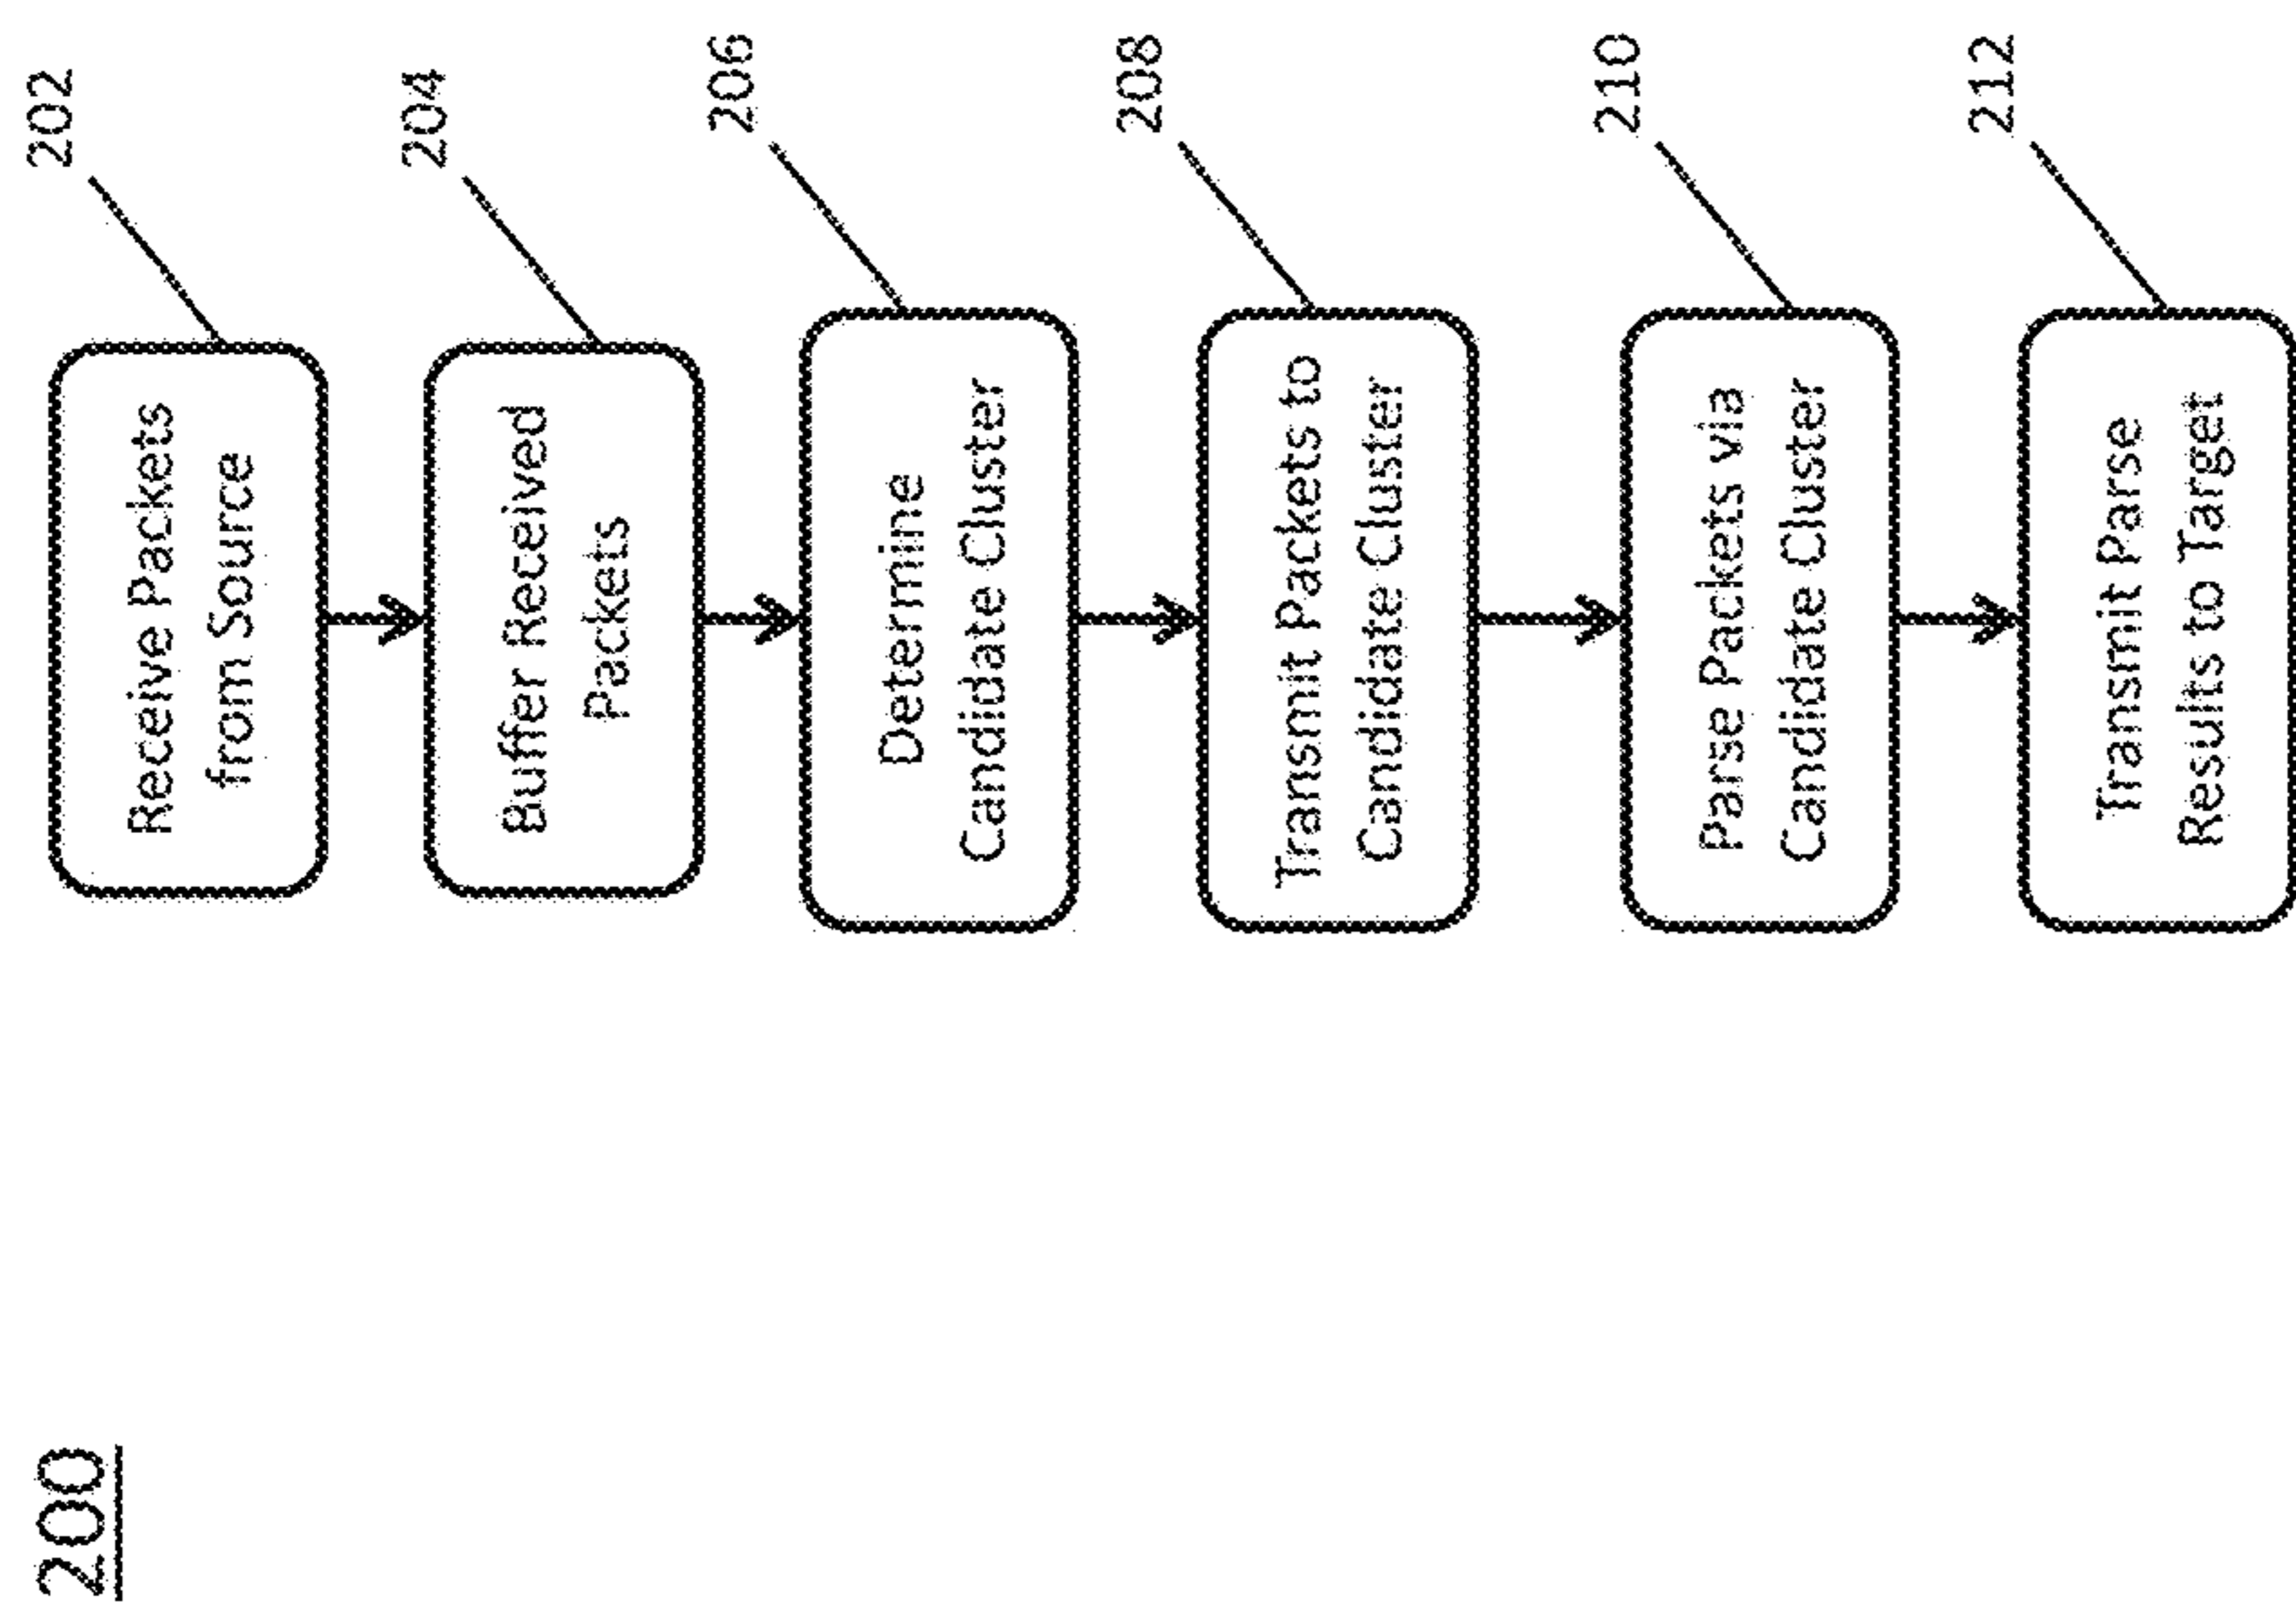 200
Receive Packets
from Source
202
Buffer Received
Packets
204
Determine
Candidate Cluster
206
Transmit Packets to
Candidate Cluster
208
Parse Packets via
Candidate Cluster
210
Transmit Parse
Results to Target
212